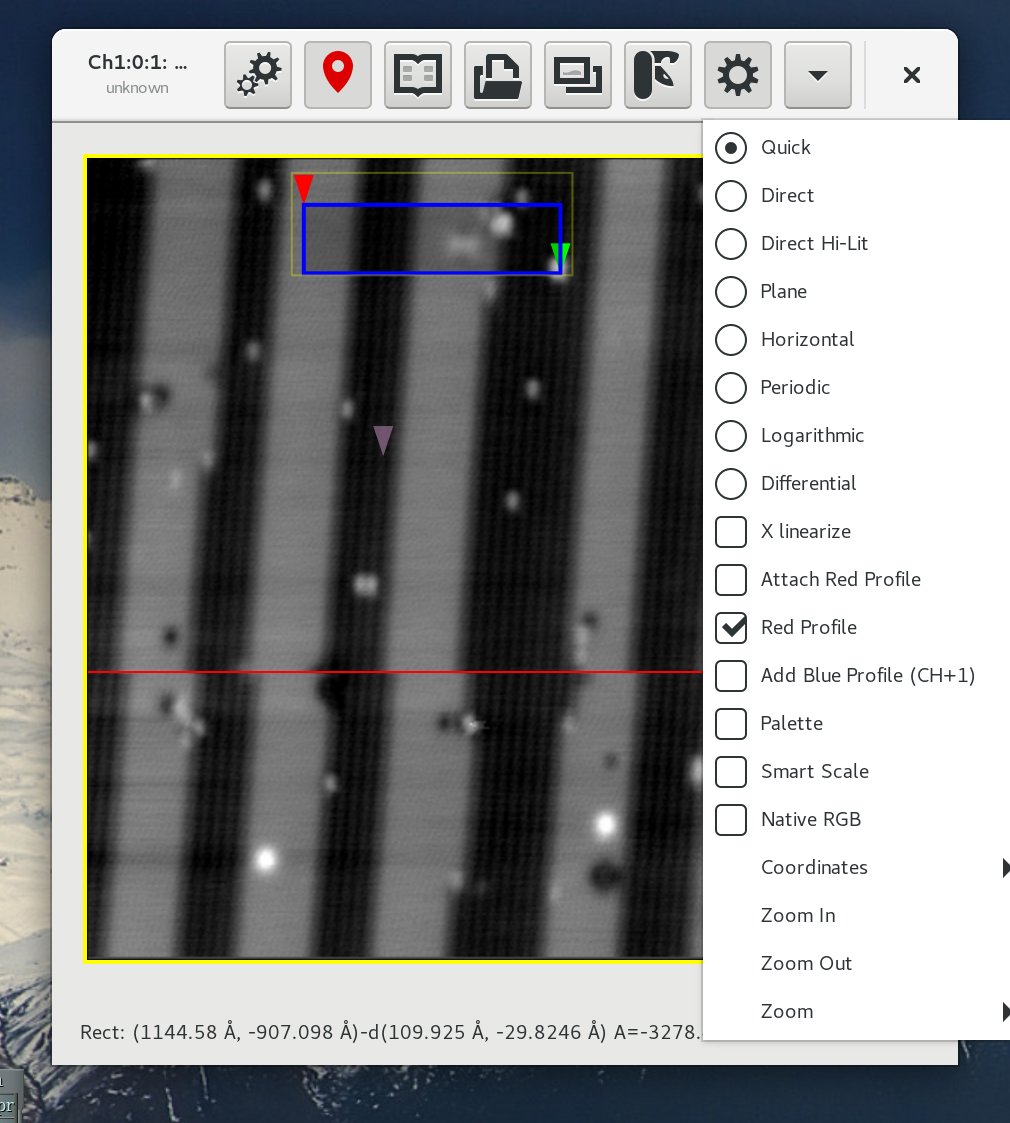 Ch1:0:1: ...
unknown
Quick
Direct
Direct Hi-Lit
Plane
Horizontal
Periodic
Logarithmic
Differential
X linearize
Attach Red Profile
Red Profile
Add Blue Profile (CH+1)
Palette
Smart Scale
Native RGB
Coordinates
Zoom In
Zoom Out
Zoom
Rect: (1144.58 Å, -907.098 Å)-d(109.925 Å, -29.8246 Å) A=-3278.